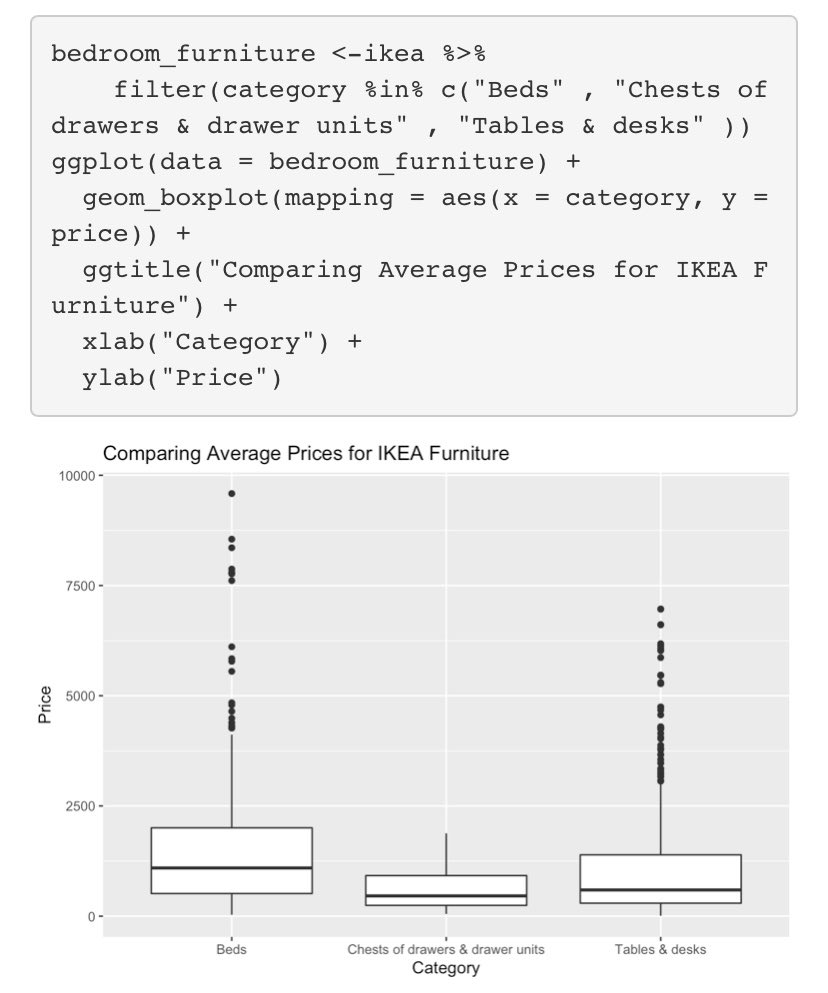 bedroom_furniture <-ikea %>%
    filter(category %in% c("Beds" , "Chests of
drawers & drawer units" , "Tables & desks" ))
ggplot(data = bedroom_furniture) +
  geom_boxplot(mapping = aes(x = category, y =
price)) +
  ggtitle("Comparing Average Prices for IKEA F
urniture") +
  xlab("Category") +
  ylab("Price")
Comparing Average Prices for IKEA Furniture
10000
7500
5000
2500
0
Price
Beds
Chests of drawers & drawer units
Tables & desks
Category